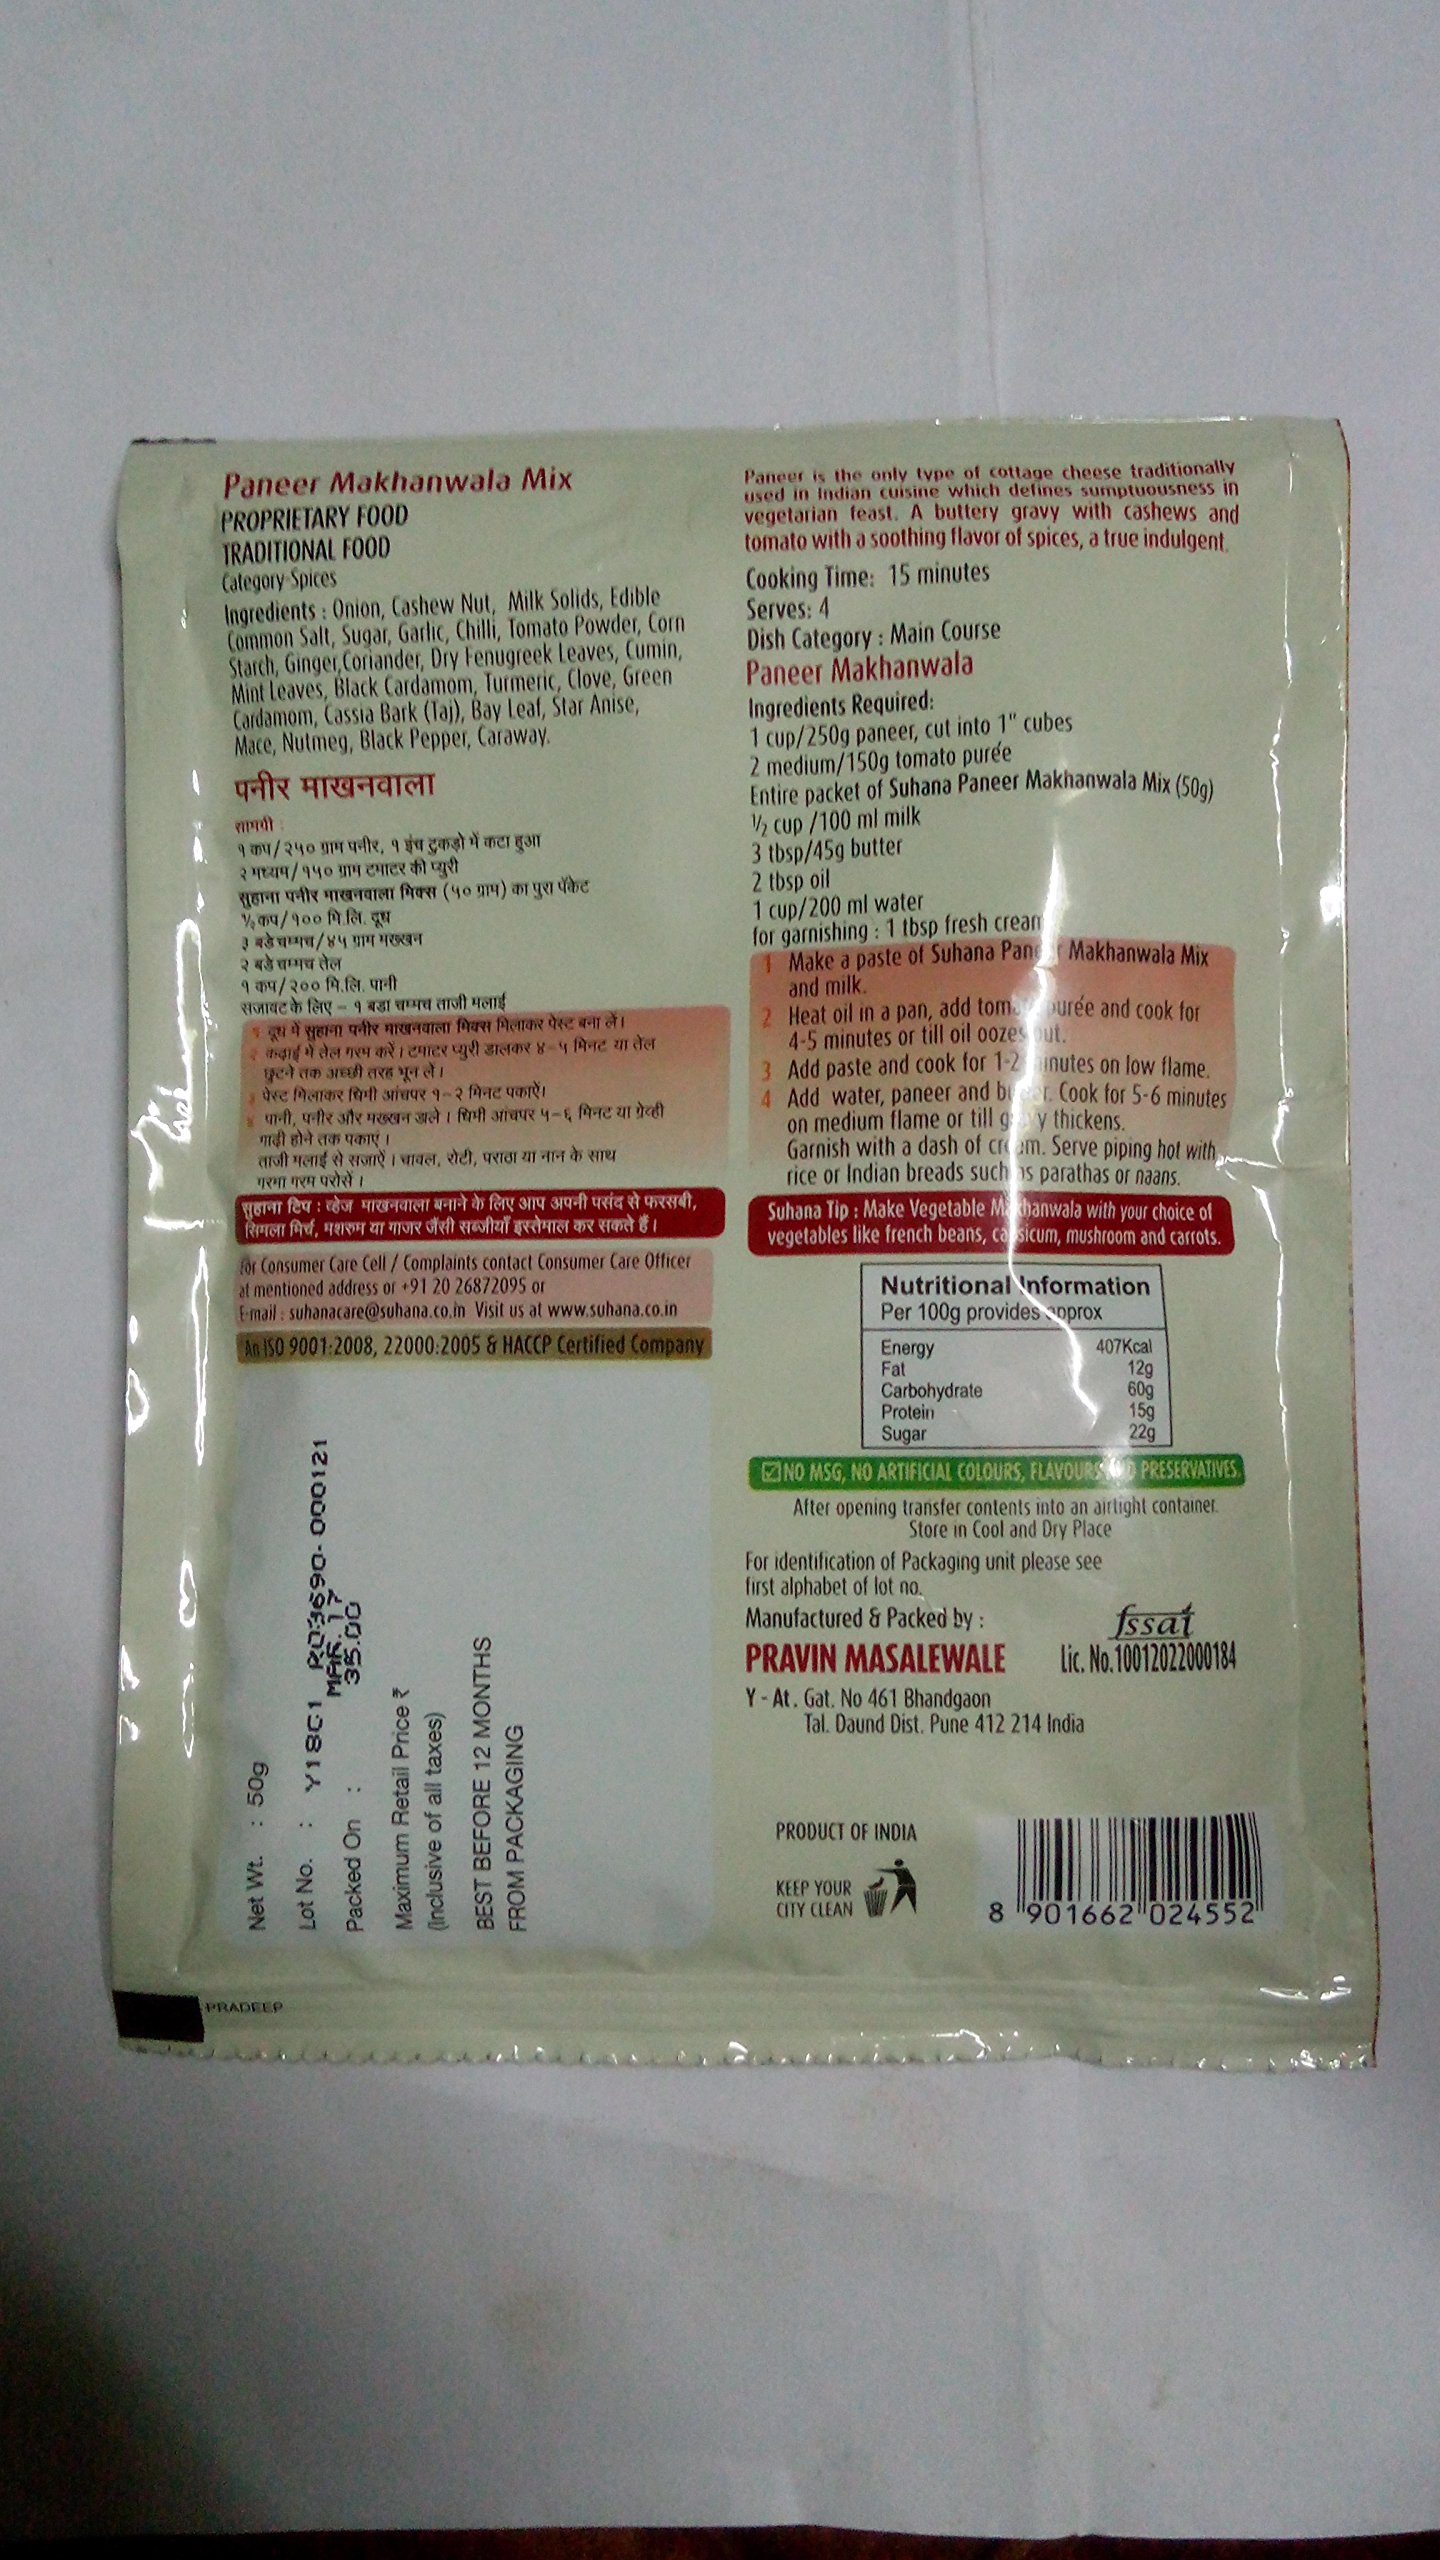 Paneer Makhanwala Mix
PROPRIETARY FOOD
TRADITIONAL FOOD
Category-Spices
Ingredients : Onion, Cashew Nut, Milk Solids, Edible
Common Salt, Sugar, Garlic, Chilli, Tomato Powder, Corn
Starch, Ginger,Coriander, Dry Fenugreek Leaves, Cumin,
Mint Leaves, Black Cardamom, Turmeric, Clove, Green
Cardamom, Cassia Bark (Taj), Bay Leaf, Star Anise,
Mace, Nutmeg, Black Pepper, Caraway.
पनीर माखनवाला
सामग्री :
१ कप/२५० ग्राम पनीर, १ इंच टुकड़ो में कटा हुआ
२ मध्यम/१५० ग्राम टमाटर की प्युरी
सुहाना पनीर माखनवाला मिक्स (५० ग्राम) का पुरा पॅकेट
½ कप/१०० मि.लि. दूध
३ बडे चम्मच/४५ ग्राम मख्खन
२ बडे चम्मच तेल
१ कप/२०० मि.लि. पानी
सजावट के लिए – १ बडा चम्मच ताजी मलाई
१ दूध में सुहाना पनीर माखनवाला मिक्स मिलाकर पेस्ट बना लें।
२ कढ़ाई में तेल गरम करें। टमाटर प्युरी डालकर ४-५ मिनट या तेल
छुटने तक अच्छी तरह भून लें।
३ पेस्ट मिलाकर धिमी आंचपर १-२ मिनट पकाऐं।
४ पानी, पनीर और मख्खन डाले। धिमी आंचपर ५-६ मिनट या ग्रेव्ही
गाढ़ी होने तक पकाएं।
ताजी मलाई से सजाऐं। चावल, रोटी, पराठा या नान के साथ
गरमा गरम परोसें।
सुहाना टिप : व्हेज माखनवाला बनाने के लिए आप अपनी पसंद से फरसबी,
सिमला मिर्च, मशरुम या गाजर जैंसी सब्जीयाँ इस्तेमाल कर सकते हैं।
For Consumer Care Cell / Complaints contact Consumer Care Officer
at mentioned address or +91 20 26872095 or
E-mail : suhanacare@suhana.co.in Visit us at www.suhana.co.in
An ISO 9001:2008, 22000:2005 & HACCP Certified Company
Net Wt. : 50g
Lot No. : Y18C1 R03690- 000121
Packed On : MAR. 17
35.00
Maximum Retail Price ₹
(Inclusive of all taxes)
BEST BEFORE 12 MONTHS
FROM PACKAGING
PRADEEP
Paneer is the only type of cottage cheese traditionally
used in Indian cuisine which defines sumptuousness in
vegetarian feast. A buttery gravy with cashews and
tomato with a soothing flavor of spices, a true indulgent.
Cooking Time: 15 minutes
Serves: 4
Dish Category : Main Course
Paneer Makhanwala
Ingredients Required:
1 cup/250g paneer, cut into 1" cubes
2 medium/150g tomato purée
Entire packet of Suhana Paneer Makhanwala Mix (50g)
½ cup /100 ml milk
3 tbsp/45g butter
2 tbsp oil
1 cup/200 ml water
for garnishing : 1 tbsp fresh cream
1 Make a paste of Suhana Paneer Makhanwala Mix
and milk.
2 Heat oil in a pan, add tomato purée and cook for
4-5 minutes or till oil oozes out.
3 Add paste and cook for 1-2 minutes on low flame.
4 Add water, paneer and butter. Cook for 5-6 minutes
on medium flame or till gravy thickens.
Garnish with a dash of cream. Serve piping hot with
rice or Indian breads such as parathas or naans.
Suhana Tip : Make Vegetable Makhanwala with your choice of
vegetables like french beans, capsicum, mushroom and carrots.
Nutritional Information
Per 100g provides approx
Energy 407Kcal
Fat 12g
Carbohydrate 60g
Protein 15g
Sugar 22g
NO MSG, NO ARTIFICIAL COLOURS, FLAVOURS AND PRESERVATIVES.
After opening transfer contents into an airtight container.
Store in Cool and Dry Place
For identification of Packaging unit please see
first alphabet of lot no.
Manufactured & Packed by :
PRAVIN MASALEWALE
fssai
Lic. No. 10012022000184
Y - At. Gat. No 461 Bhandgaon
Tal. Daund Dist. Pune 412 214 India
PRODUCT OF INDIA
KEEP YOUR
CITY CLEAN
8 901662 024552